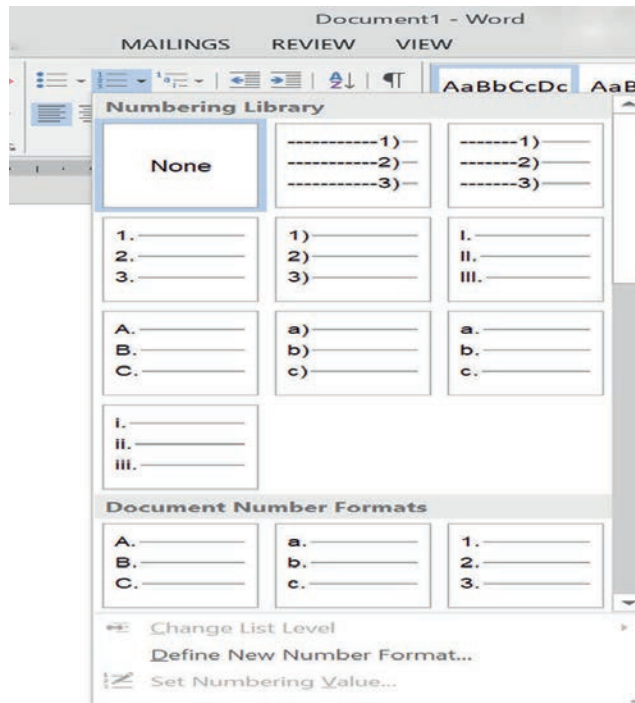 Document1 - Word
MAILINGS REVIEW VIEW
AaBbCcDc AaB
Numbering Library
None
-----------1)
-----------2)
-----------3)
-------1)
-------2)
-------3)
1.
2.
3.
1)
2)
3)
I.
II.
III.
A.
B.
C.
a)
b)
c)
a.
b.
c.
i.
ii.
iii.
Document Number Formats
A.
B.
C.
a.
b.
c.
1.
2.
3.
Change List Level
Define New Number Format...
Set Numbering Value...